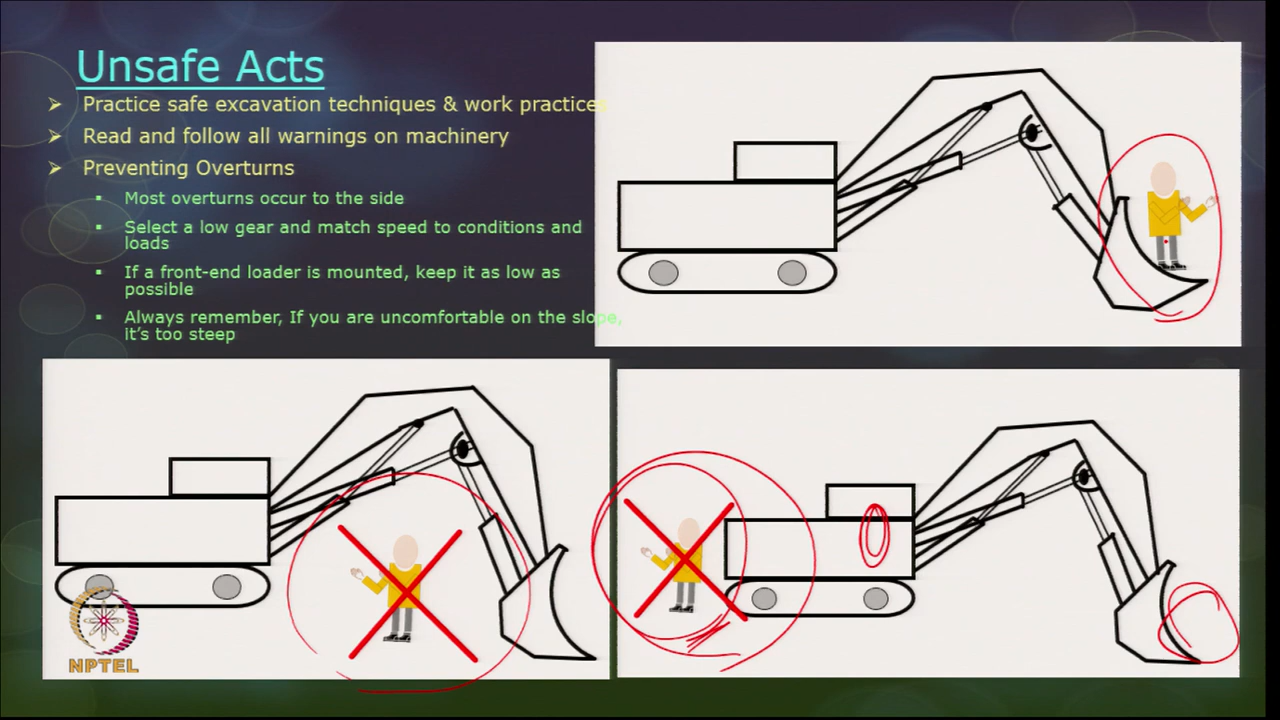 Unsafe Acts
Practice safe excavation techniques & work practices
Read and follow all warnings on machinery
Preventing Overturns
Most overturns occur to the side
Select a low gear and match speed to conditions and
loads
If a front-end loader is mounted, keep it as low as
possible
Always remember, If you are uncomfortable on the slope,
it's too steep
NPTEL